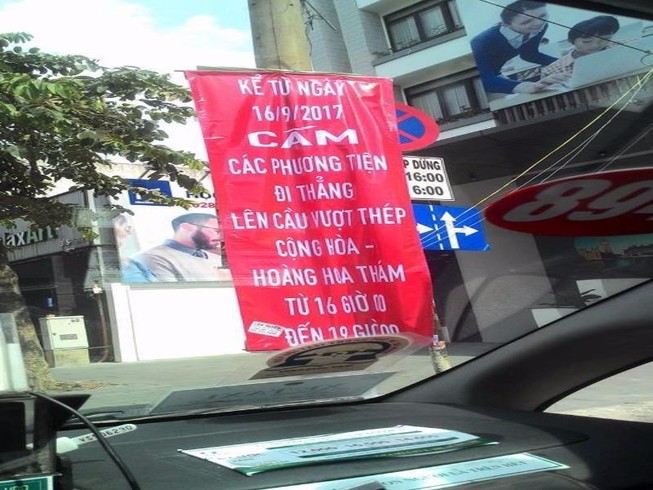 KỂ TỪ NGÀY
16/9/2017
CẤM
CÁC PHƯƠNG TIỆN
ĐI THẲNG
LÊN CẦU VƯỢT THÉP
CỘNG HÒA -
HOÀNG HOA THÁM
TỪ 16 GIỜ 00
ĐẾN 19 GIỜ 00
P DỪNG
16:00
6:00
89